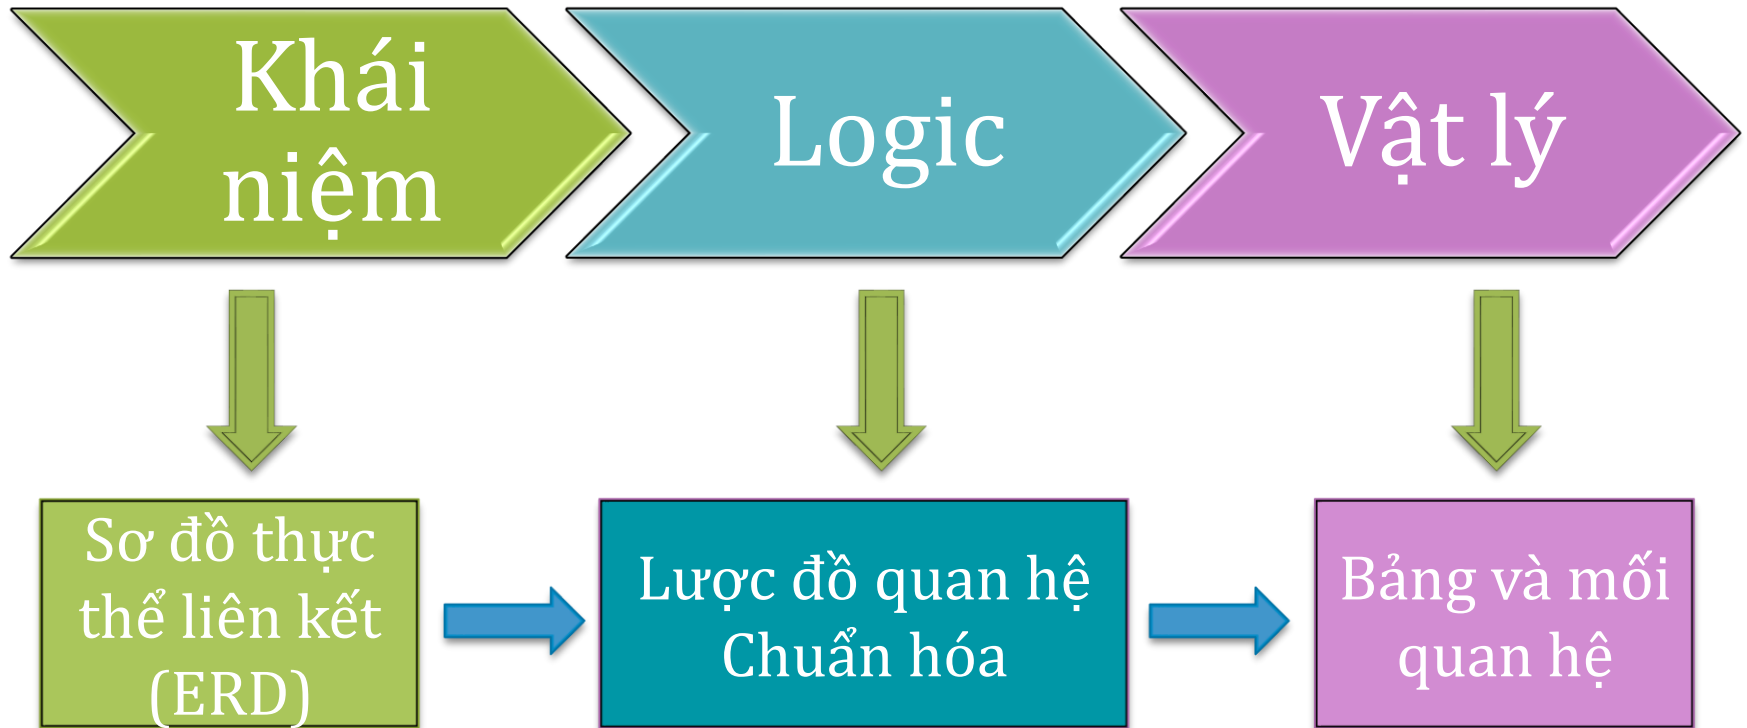 Khái
niệm
Logic
Vật lý
Sơ đồ thực
thể liên kết
(ERD)
Lược đồ quan hệ
Chuẩn hóa
Bảng và mối
quan hệ